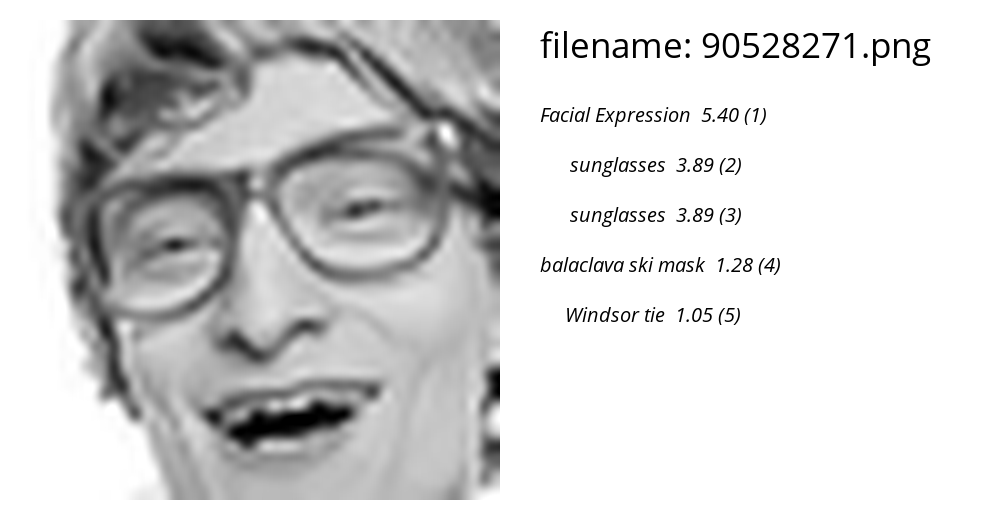 filename: 90528271.png
Facial Expression 5.40 (1)
sunglasses 3.89 (2)
sunglasses 3.89 (3)
balaclava ski mask 1.28 (4)
Windsor tie 1.05 (5)